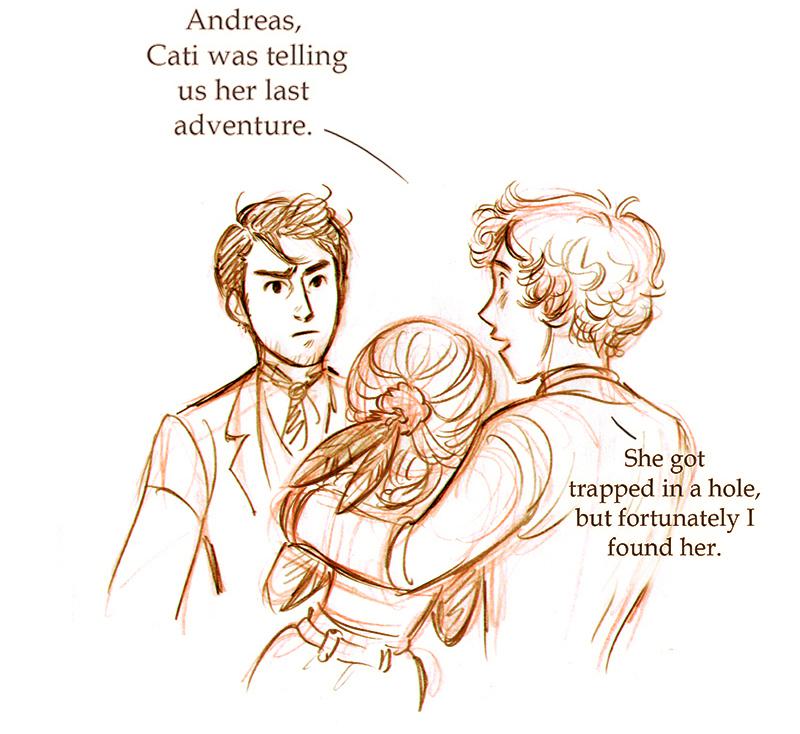 Andreas,
Cati was telling
us her last
adventure.
She got
trapped in a hole,
but fortunately I
found her.